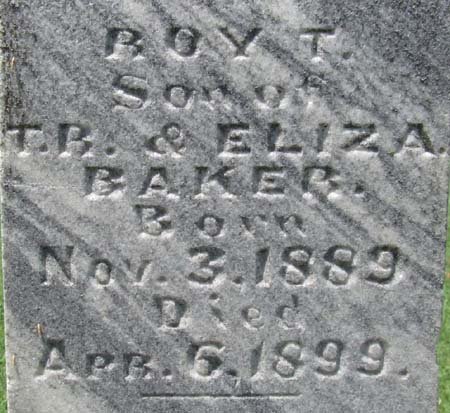 ROY T.
Son of
T.R. & ELIZA.
BAKER.
Born
Nov. 3, 1889
Died
Apr. 6, 1899.